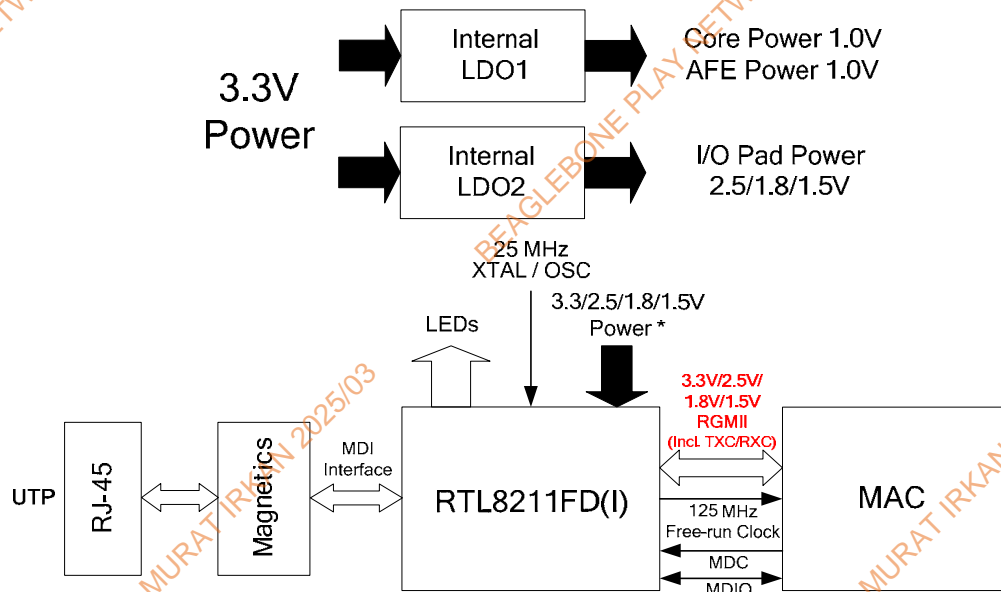 3.3V
Power
Internal
LDO1
Core Power 1.0V
AFE Power 1.0V
Internal
LDO2
I/O Pad Power
2.5/1.8/1.5V
25 MHz
XTAL / OSC
3.3/2.5/1.8/1.5V
Power *
LEDs
3.3V/2.5V/
1.8V/1.5V
RGMII
(Incl. TXC/RXC)
UTP
RJ-45
Magnetics
MDI
Interface
RTL8211FD(I)
125 MHz
Free-run Clock
MDC
MDIO
MAC
BEAGLEBONE PLAY NETW
MURAT IRKAN 2025/03
MURAT IRKAN